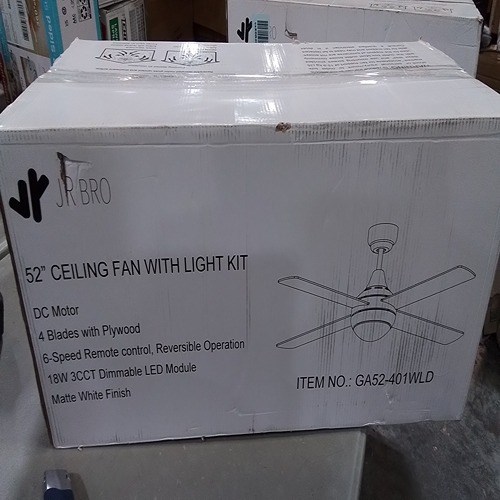 JR BRO
52" CEILING FAN WITH LIGHT KIT
DC Motor
4 Blades with Plywood
6-Speed Remote control, Reversible Operation
18W 3CCT Dimmable LED Module
Matte White Finish
ITEM NO.: GA52-401WLD